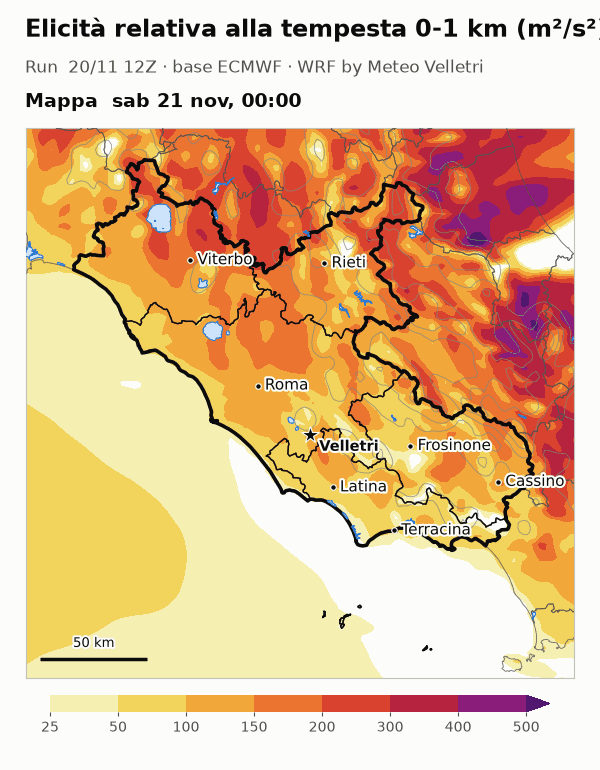 Elicità relativa alla tempesta 0-1 km (m²/s²)
Run  20/11 12Z · base ECMWF · WRF by Meteo Velletri
Mappa  sab 21 nov, 00:00
Viterbo
Rieti
Roma
Velletri
Frosinone
Latina
Cassino
Terracina
50 km
25 50 100 150 200 300 400 500